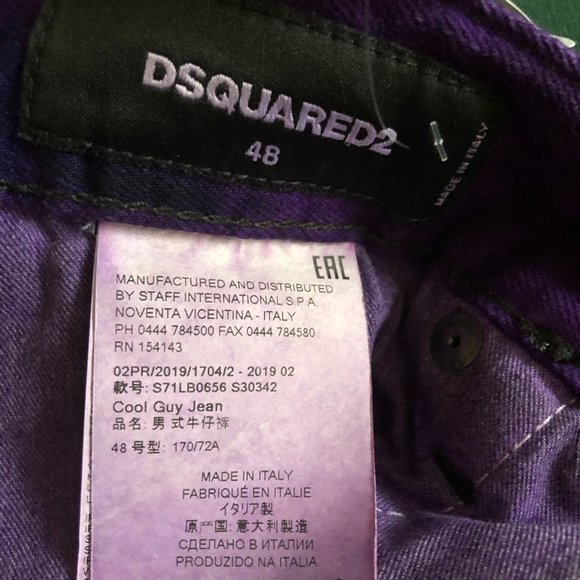 DSQUARED2
48
MADE IN ITALY
EAC
MANUFACTURED AND DISTRIBUTED
BY STAFF INTERNATIONAL S.P.A.
NOVENTA VICENTINA - ITALY
PH 0444 784500 FAX 0444 784580
RN 154143
02PR/2019/1704/2 - 2019 02
款号: S71LB0656 S30342
Cool Guy Jean
品名: 男 式牛仔裤
48 号型: 170/72A
MADE IN ITALY
FABRIQUÉ EN ITALIE
イタリア製
原产国: 意大利製造
СДЕЛАНО В ИТАЛИИ
PRODUZIDO NA ITALIA